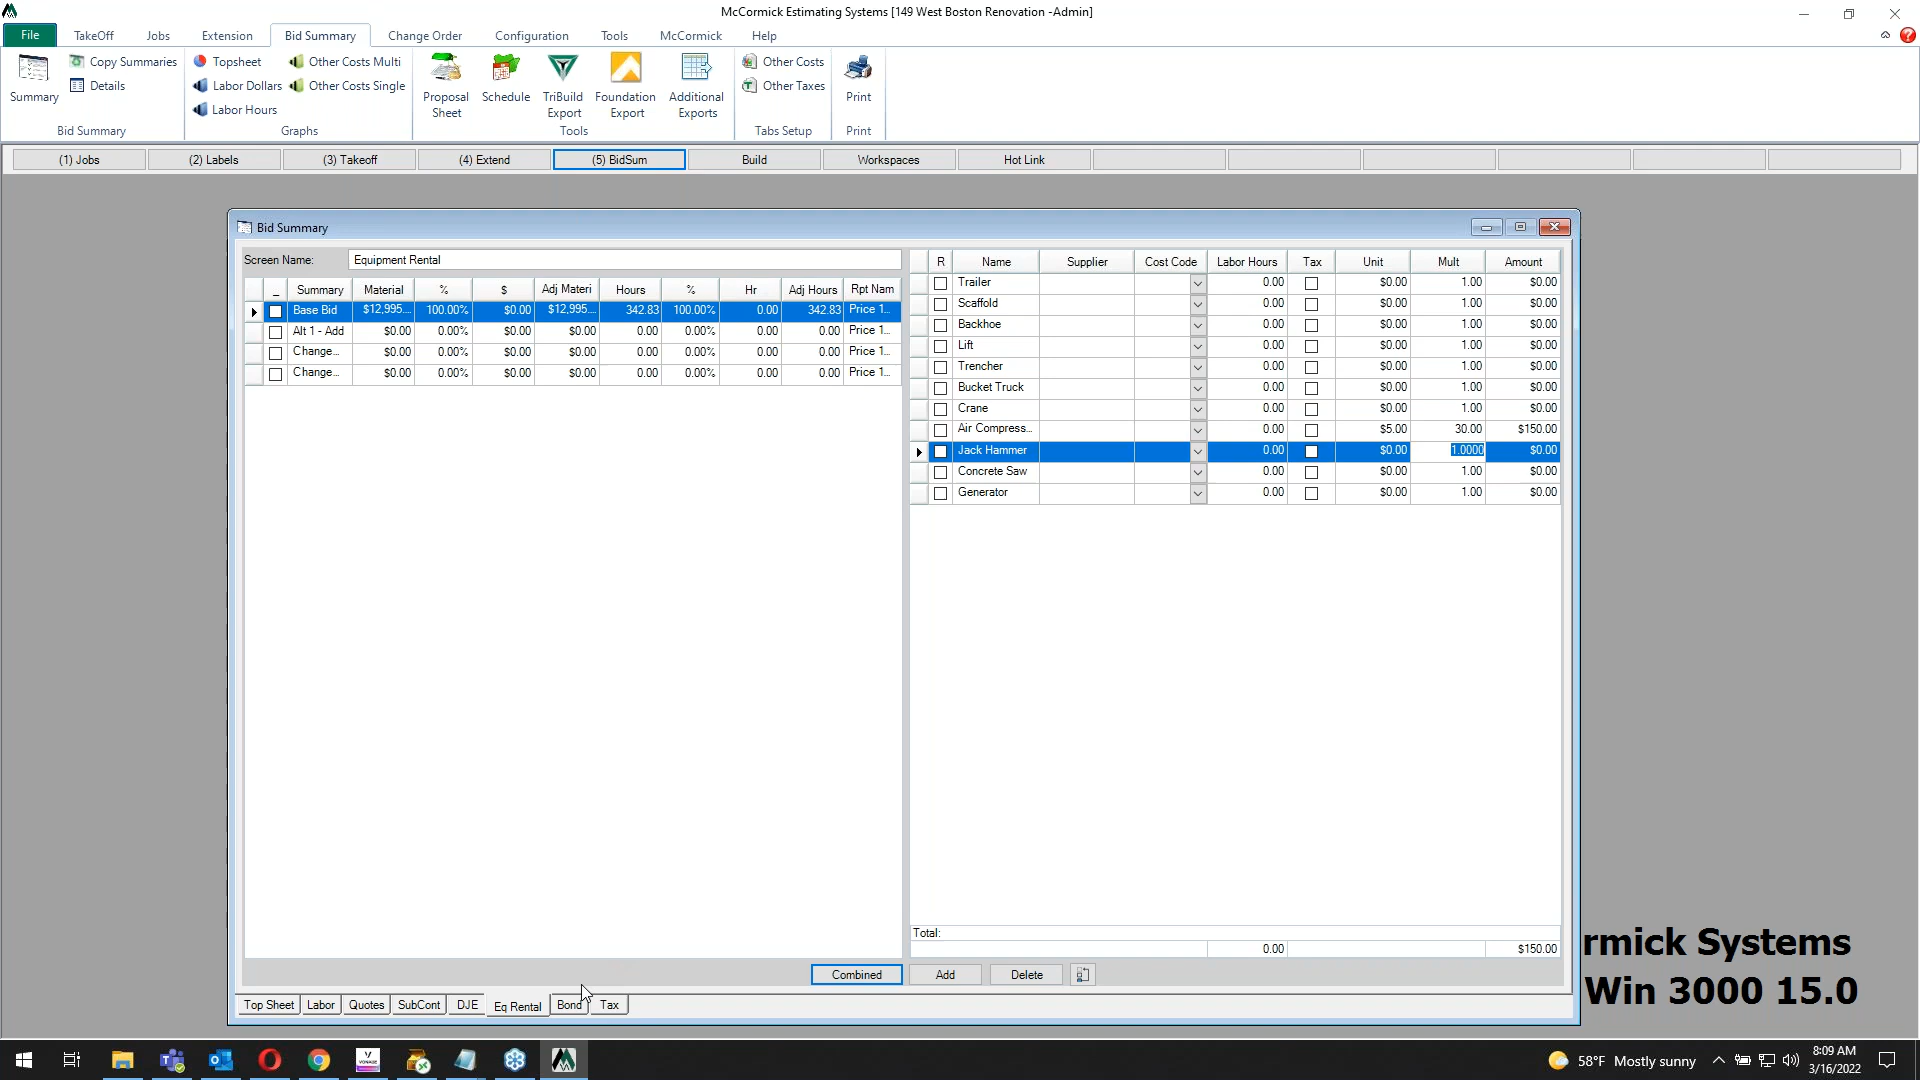 McCormick Estimating Systems [149 West Boston Renovation -Admin]
File TakeOff Jobs Extension Bid Summary Change Order Configuration Tools McCormick Help
Summary
Copy Summaries
Details
Bid Summary
Topsheet
Labor Dollars
Labor Hours
Other Costs Multi
Other Costs Single
Graphs
Proposal Sheet
Schedule
TriBuild Export
Foundation Export
Additional Exports
Tools
Other Costs
Other Taxes
Tabs Setup
Print
Print
(1) Jobs (2) Labels (3) Takeoff (4) Extend (5) BidSum Build Workspaces Hot Link
Bid Summary
Screen Name: Equipment Rental
_ Summary Material % $ Adj Materi Hours % Hr Adj Hours Rpt Nam
Base Bid $12,995.... 100.00% $0.00 $12,995.... 342.83 100.00% 0.00 342.83 Price 1...
Alt 1 - Add $0.00 0.00% $0.00 $0.00 0.00 0.00% 0.00 0.00 Price 1...
Change... $0.00 0.00% $0.00 $0.00 0.00 0.00% 0.00 0.00 Price 1...
Change... $0.00 0.00% $0.00 $0.00 0.00 0.00% 0.00 0.00 Price 1...
R Name Supplier Cost Code Labor Hours Tax Unit Mult Amount
Trailer 0.00 $0.00 1.00 $0.00
Scaffold 0.00 $0.00 1.00 $0.00
Backhoe 0.00 $0.00 1.00 $0.00
Lift 0.00 $0.00 1.00 $0.00
Trencher 0.00 $0.00 1.00 $0.00
Bucket Truck 0.00 $0.00 1.00 $0.00
Crane 0.00 $0.00 1.00 $0.00
Air Compress... 0.00 $5.00 30.00 $150.00
Jack Hammer 0.00 $0.00 1.0000 $0.00
Concrete Saw 0.00 $0.00 1.00 $0.00
Generator 0.00 $0.00 1.00 $0.00
Total:
0.00 $150.00
Combined Add Delete
Top Sheet Labor Quotes SubCont DJE Eq Rental Bond Tax
rmick Systems
Win 3000 15.0
58°F Mostly sunny
8:09 AM
3/16/2022